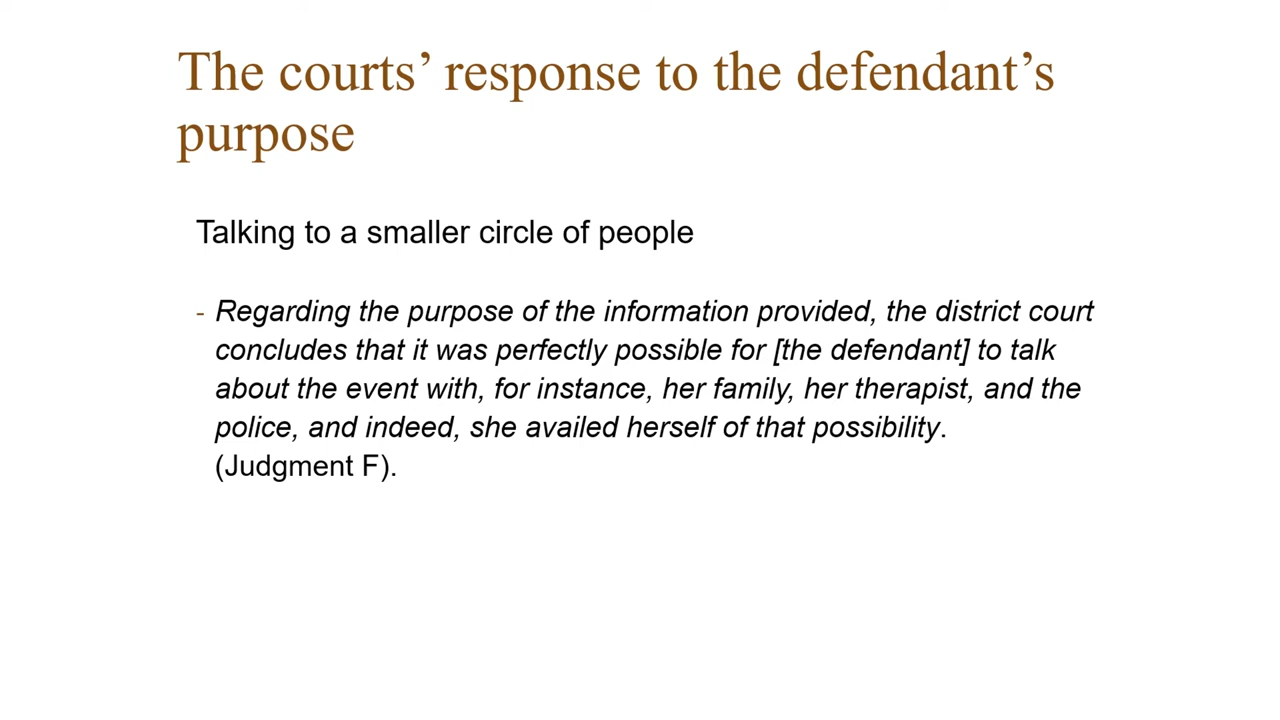 The courts’ response to the defendant’s
purpose
Talking to a smaller circle of people
- Regarding the purpose of the information provided, the district court
concludes that it was perfectly possible for [the defendant] to talk
about the event with, for instance, her family, her therapist, and the
police, and indeed, she availed herself of that possibility.
(Judgment F).